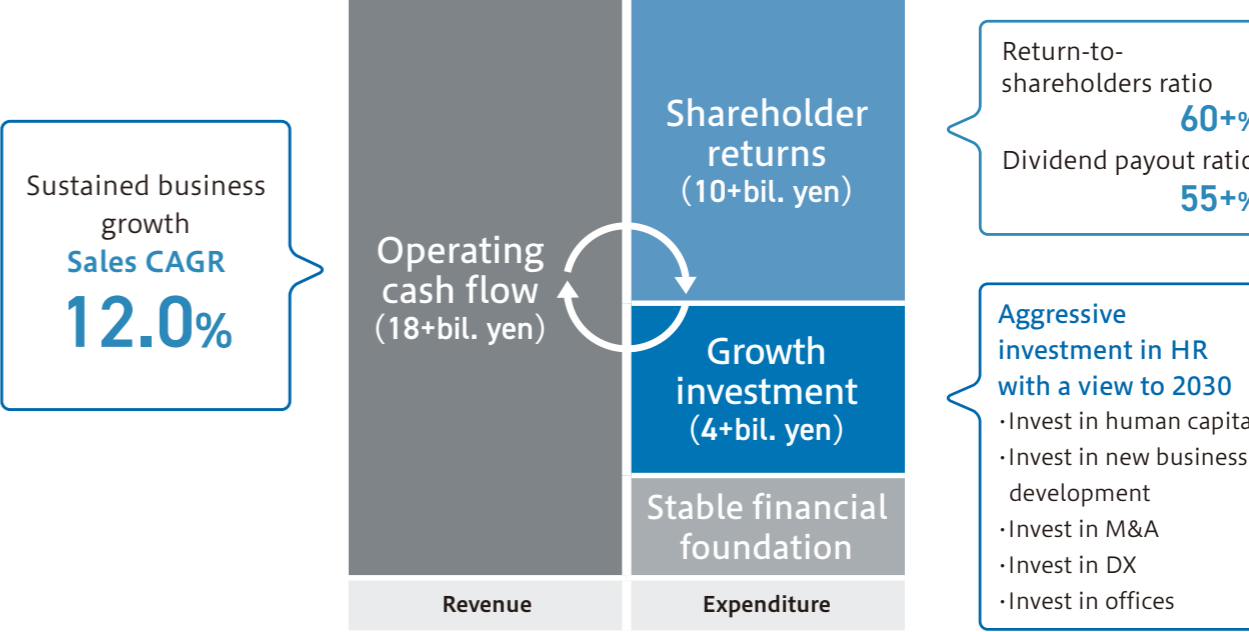 Sustained business
growth
Sales CAGR
12.0%
Operating
cash flow
(18+bil. yen)
Revenue
Shareholder
returns
(10+bil. yen)
Growth
investment
(4+bil. yen)
Stable financial
foundation
Expenditure
Return-to-
shareholders ratio
60+%
Dividend payout ratio
55+%
Aggressive
investment in HR
with a view to 2030
・Invest in human capita
・Invest in new business
development
・Invest in M&A
・Invest in DX
・Invest in offices